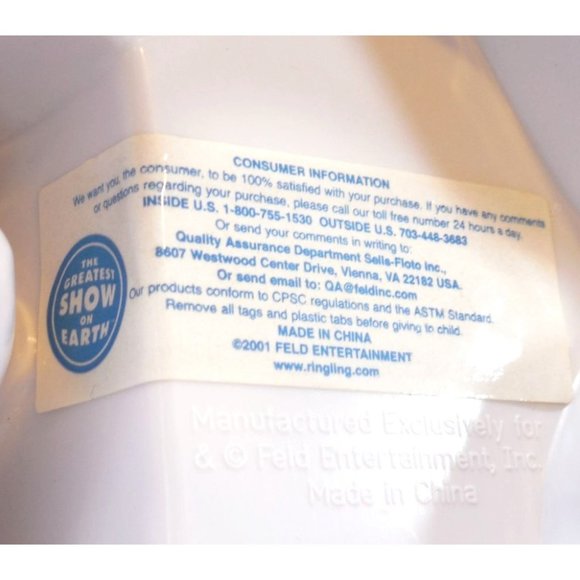 CONSUMER INFORMATION
We want you, the consumer, to be 100% satisfied with your purchase. If you have any comments
or questions regarding your purchase, please call our toll free number 24 hours a day.
INSIDE U.S. 1-800-755-1530 OUTSIDE U.S. 703-448-3683
Or send your comments in writing to:
Quality Assurance Department Sells-Floto Inc.,
8607 Westwood Center Drive, Vienna, VA 22182 USA.
Or send email to: QA@feldinc.com
Our products conform to CPSC regulations and the ASTM Standard.
Remove all tags and plastic tabs before giving to child.
MADE IN CHINA
©2001 FELD ENTERTAINMENT
www.ringling.com
THE
GREATEST
SHOW
ON
EARTH
Manufactured Exclusively for
& © Feld Entertainment, Inc.
Made in China